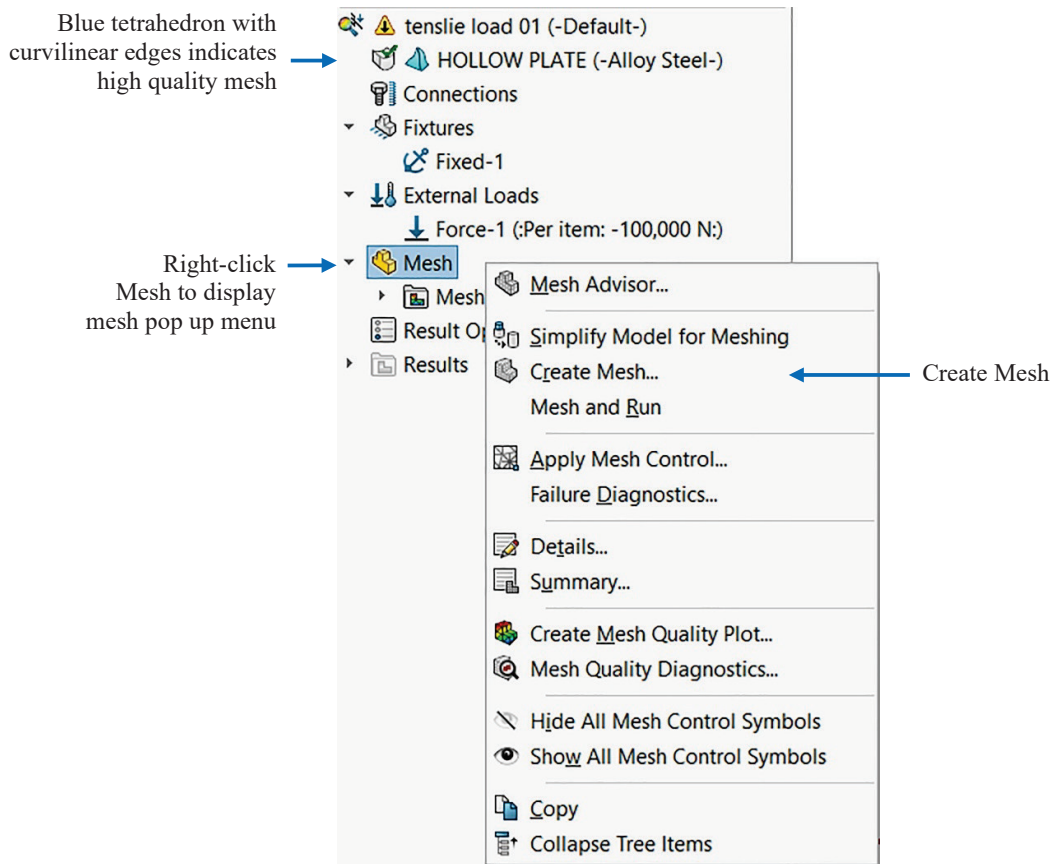 Blue tetrahedron with
curvilinear edges indicates
high quality mesh
tenslie load 01 (-Default-)
HOLLOW PLATE (-Alloy Steel-)
Connections
Fixtures
Fixed-1
External Loads
Force-1 (:Per item: -100,000 N:)
Right-click
Mesh to display
mesh pop up menu
Mesh
Mesh
Result Op
Results
Mesh Advisor...
Simplify Model for Meshing
Create Mesh...
Mesh and Run
Apply Mesh Control...
Failure Diagnostics...
Details...
Summary...
Create Mesh Quality Plot...
Mesh Quality Diagnostics...
Hide All Mesh Control Symbols
Show All Mesh Control Symbols
Copy
Collapse Tree Items
Create Mesh